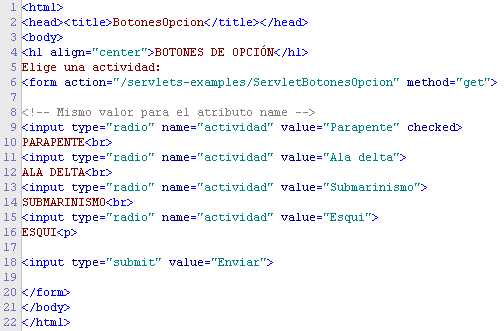 1 <html>
2 <head><title>BotonesOpcion</title></head>
3 <body>
4 <h1 align="center">BOTONES DE OPCIÓN</h1>
5 Elige una actividad:
6 <form action="/servlets-examples/ServletBotonesOpcion" method="get">
7
8 <!-- Mismo valor para el atributo name -->
9 <input type="radio" name="actividad" value="Parapente" checked>
10 PARAPENTE<br>
11 <input type="radio" name="actividad" value="Ala delta">
12 ALA DELTA<br>
13 <input type="radio" name="actividad" value="Submarinismo">
14 SUBMARINISMO<br>
15 <input type="radio" name="actividad" value="Esqui">
16 ESQUI<p>
17
18 <input type="submit" value="Enviar">
19
20 </form>
21 </body>
22 </html>